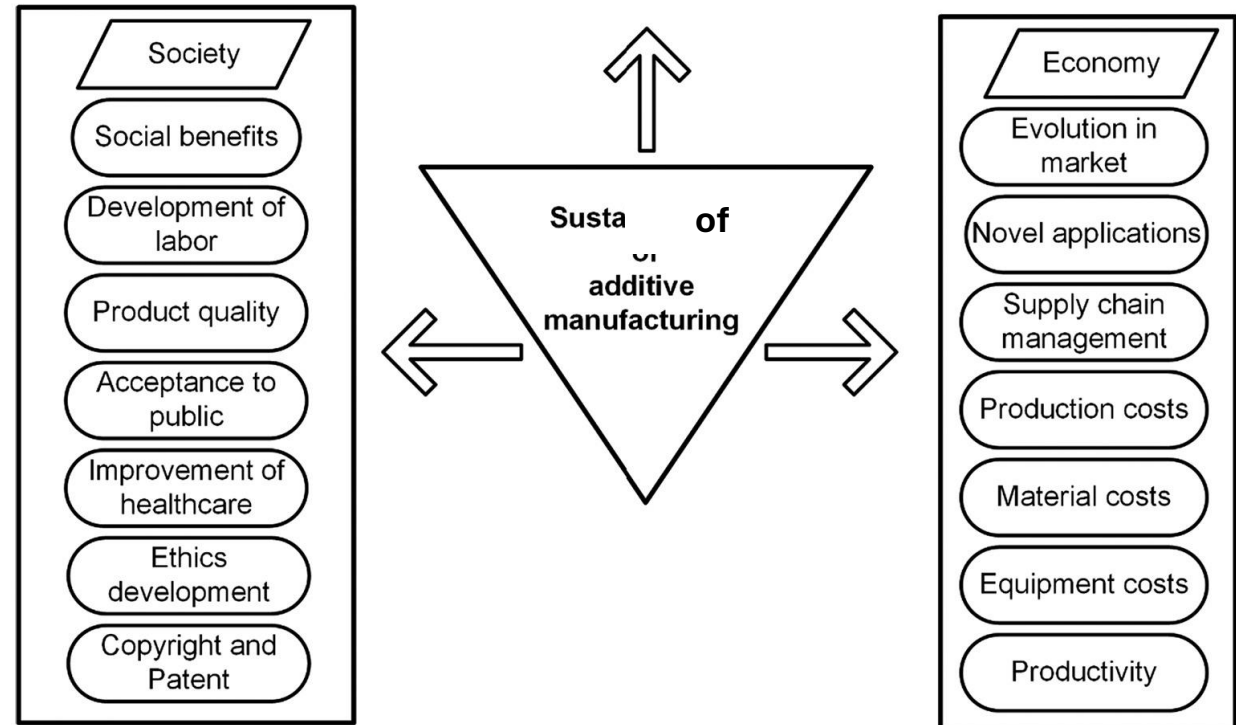 Society
Social benefits
Development of
labor
Product quality
Acceptance to
public
Improvement of
healthcare
Ethics
development
Copyright and
Patent
of
additive
manufacturing
Economy
Evolution in
market
Novel applications
Supply chain
management
Production costs
Material costs
Equipment costs
Productivity